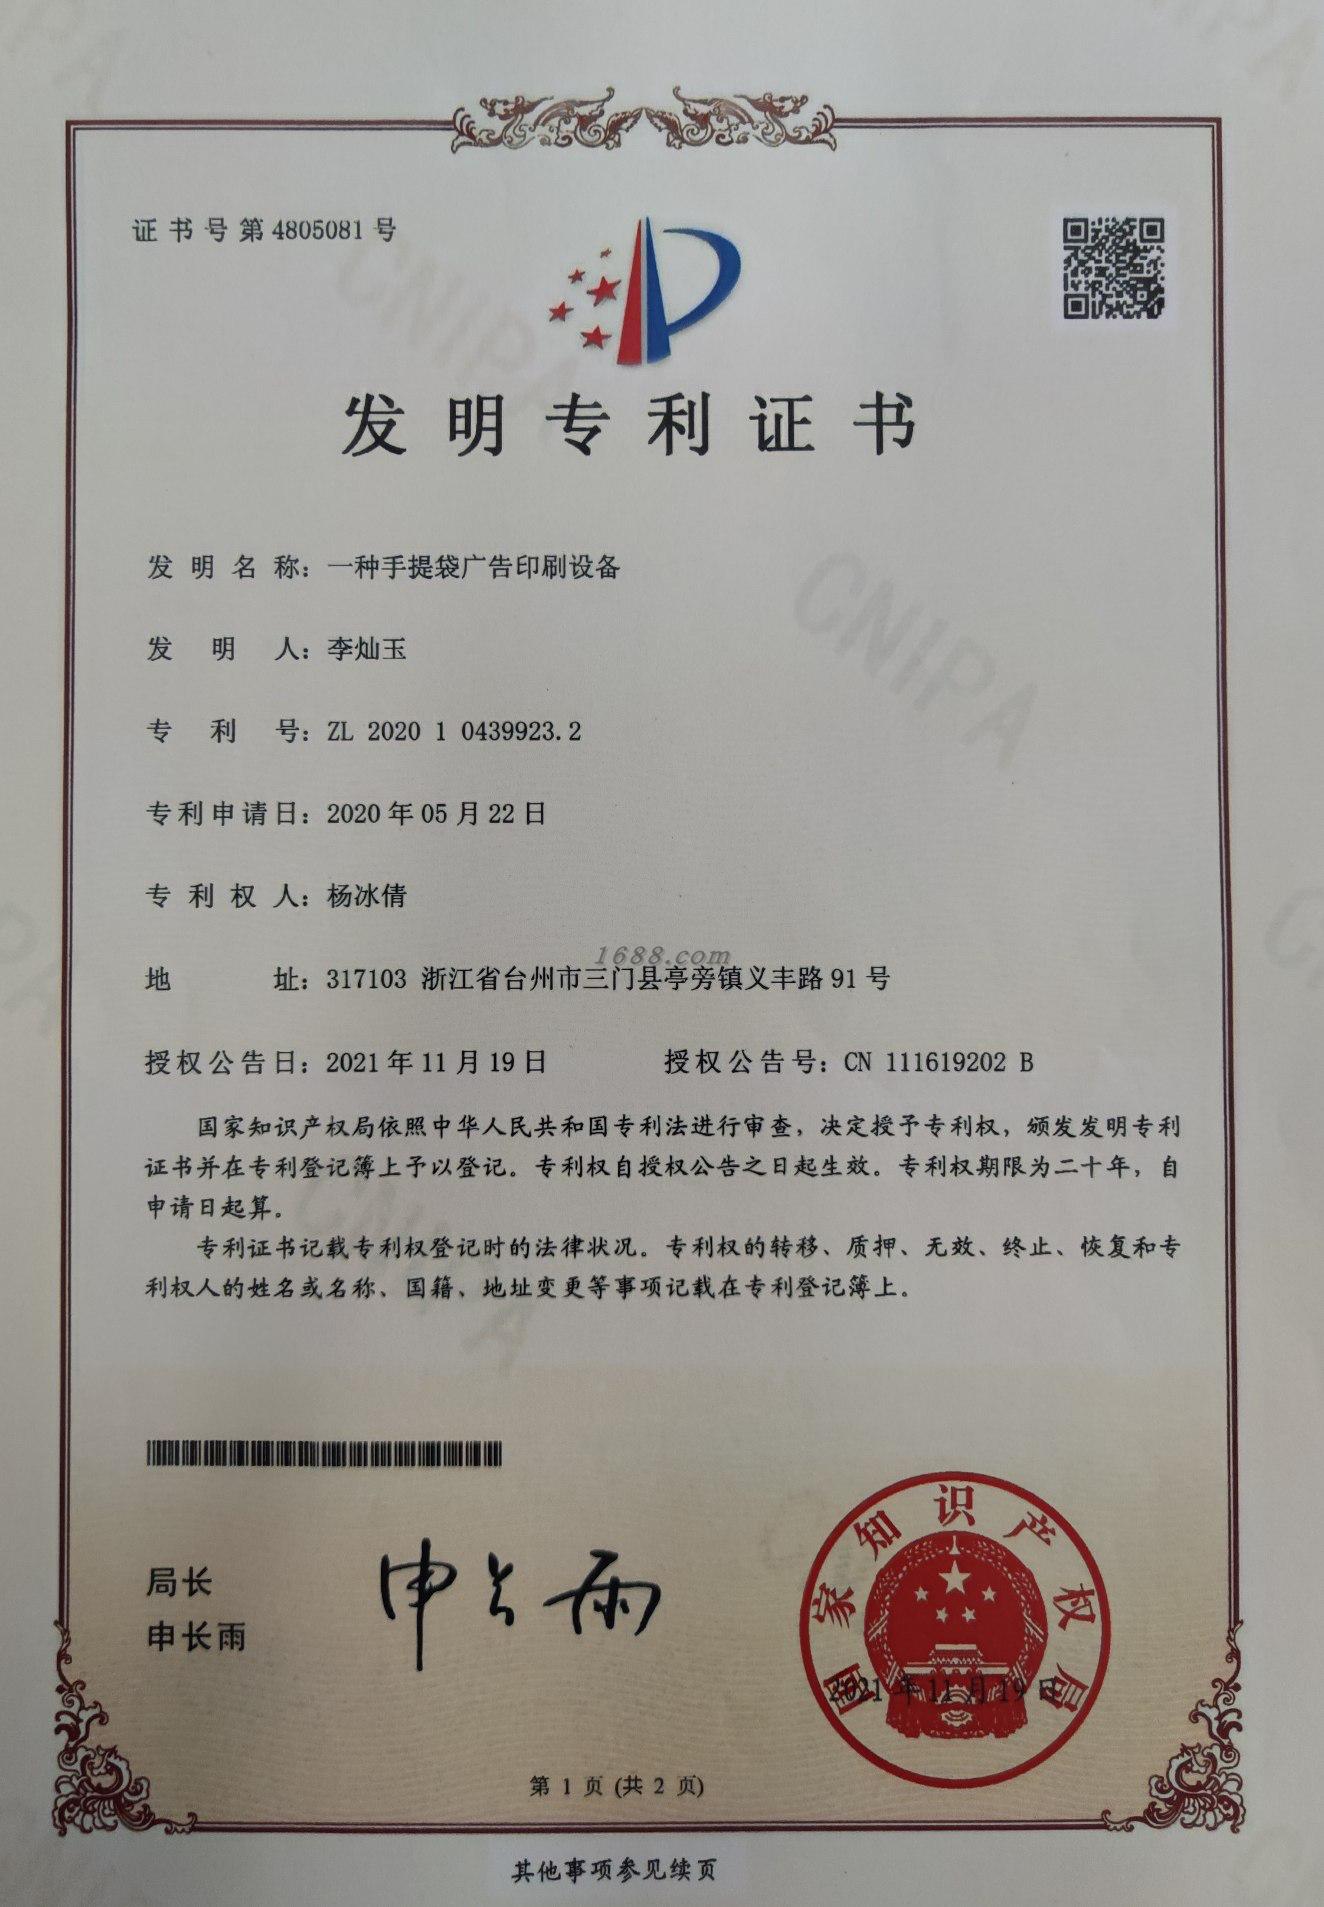 证书号第4805081号
发明专利证书
发明名称：一种手提袋广告印刷设备
发明人：李灿玉
专利号：ZL 2020 1 0439923.2
专利申请日：2020年05月22日
专利权人：杨冰倩
1688.com
地址：317103 浙江省台州市三门县亭旁镇义丰路91号
授权公告日：2021年11月19日 授权公告号：CN 111619202 B
国家知识产权局依照中华人民共和国专利法进行审查，决定授予专利权，颁发发明专利
证书并在专利登记簿上予以登记。专利权自授权公告之日起生效。专利权期限为二十年，自
申请日起算。
专利证书记载专利权登记时的法律状况。专利权的转移、质押、无效、终止、恢复和专
利权人的姓名或名称、国籍、地址变更等事项记载在专利登记簿上。
局长
申长雨
申长雨
国家知识产权局
2021年11月19日
第 1 页 (共 2 页)
其他事项参见续页
CNIPA
CNIPA
CNIPA